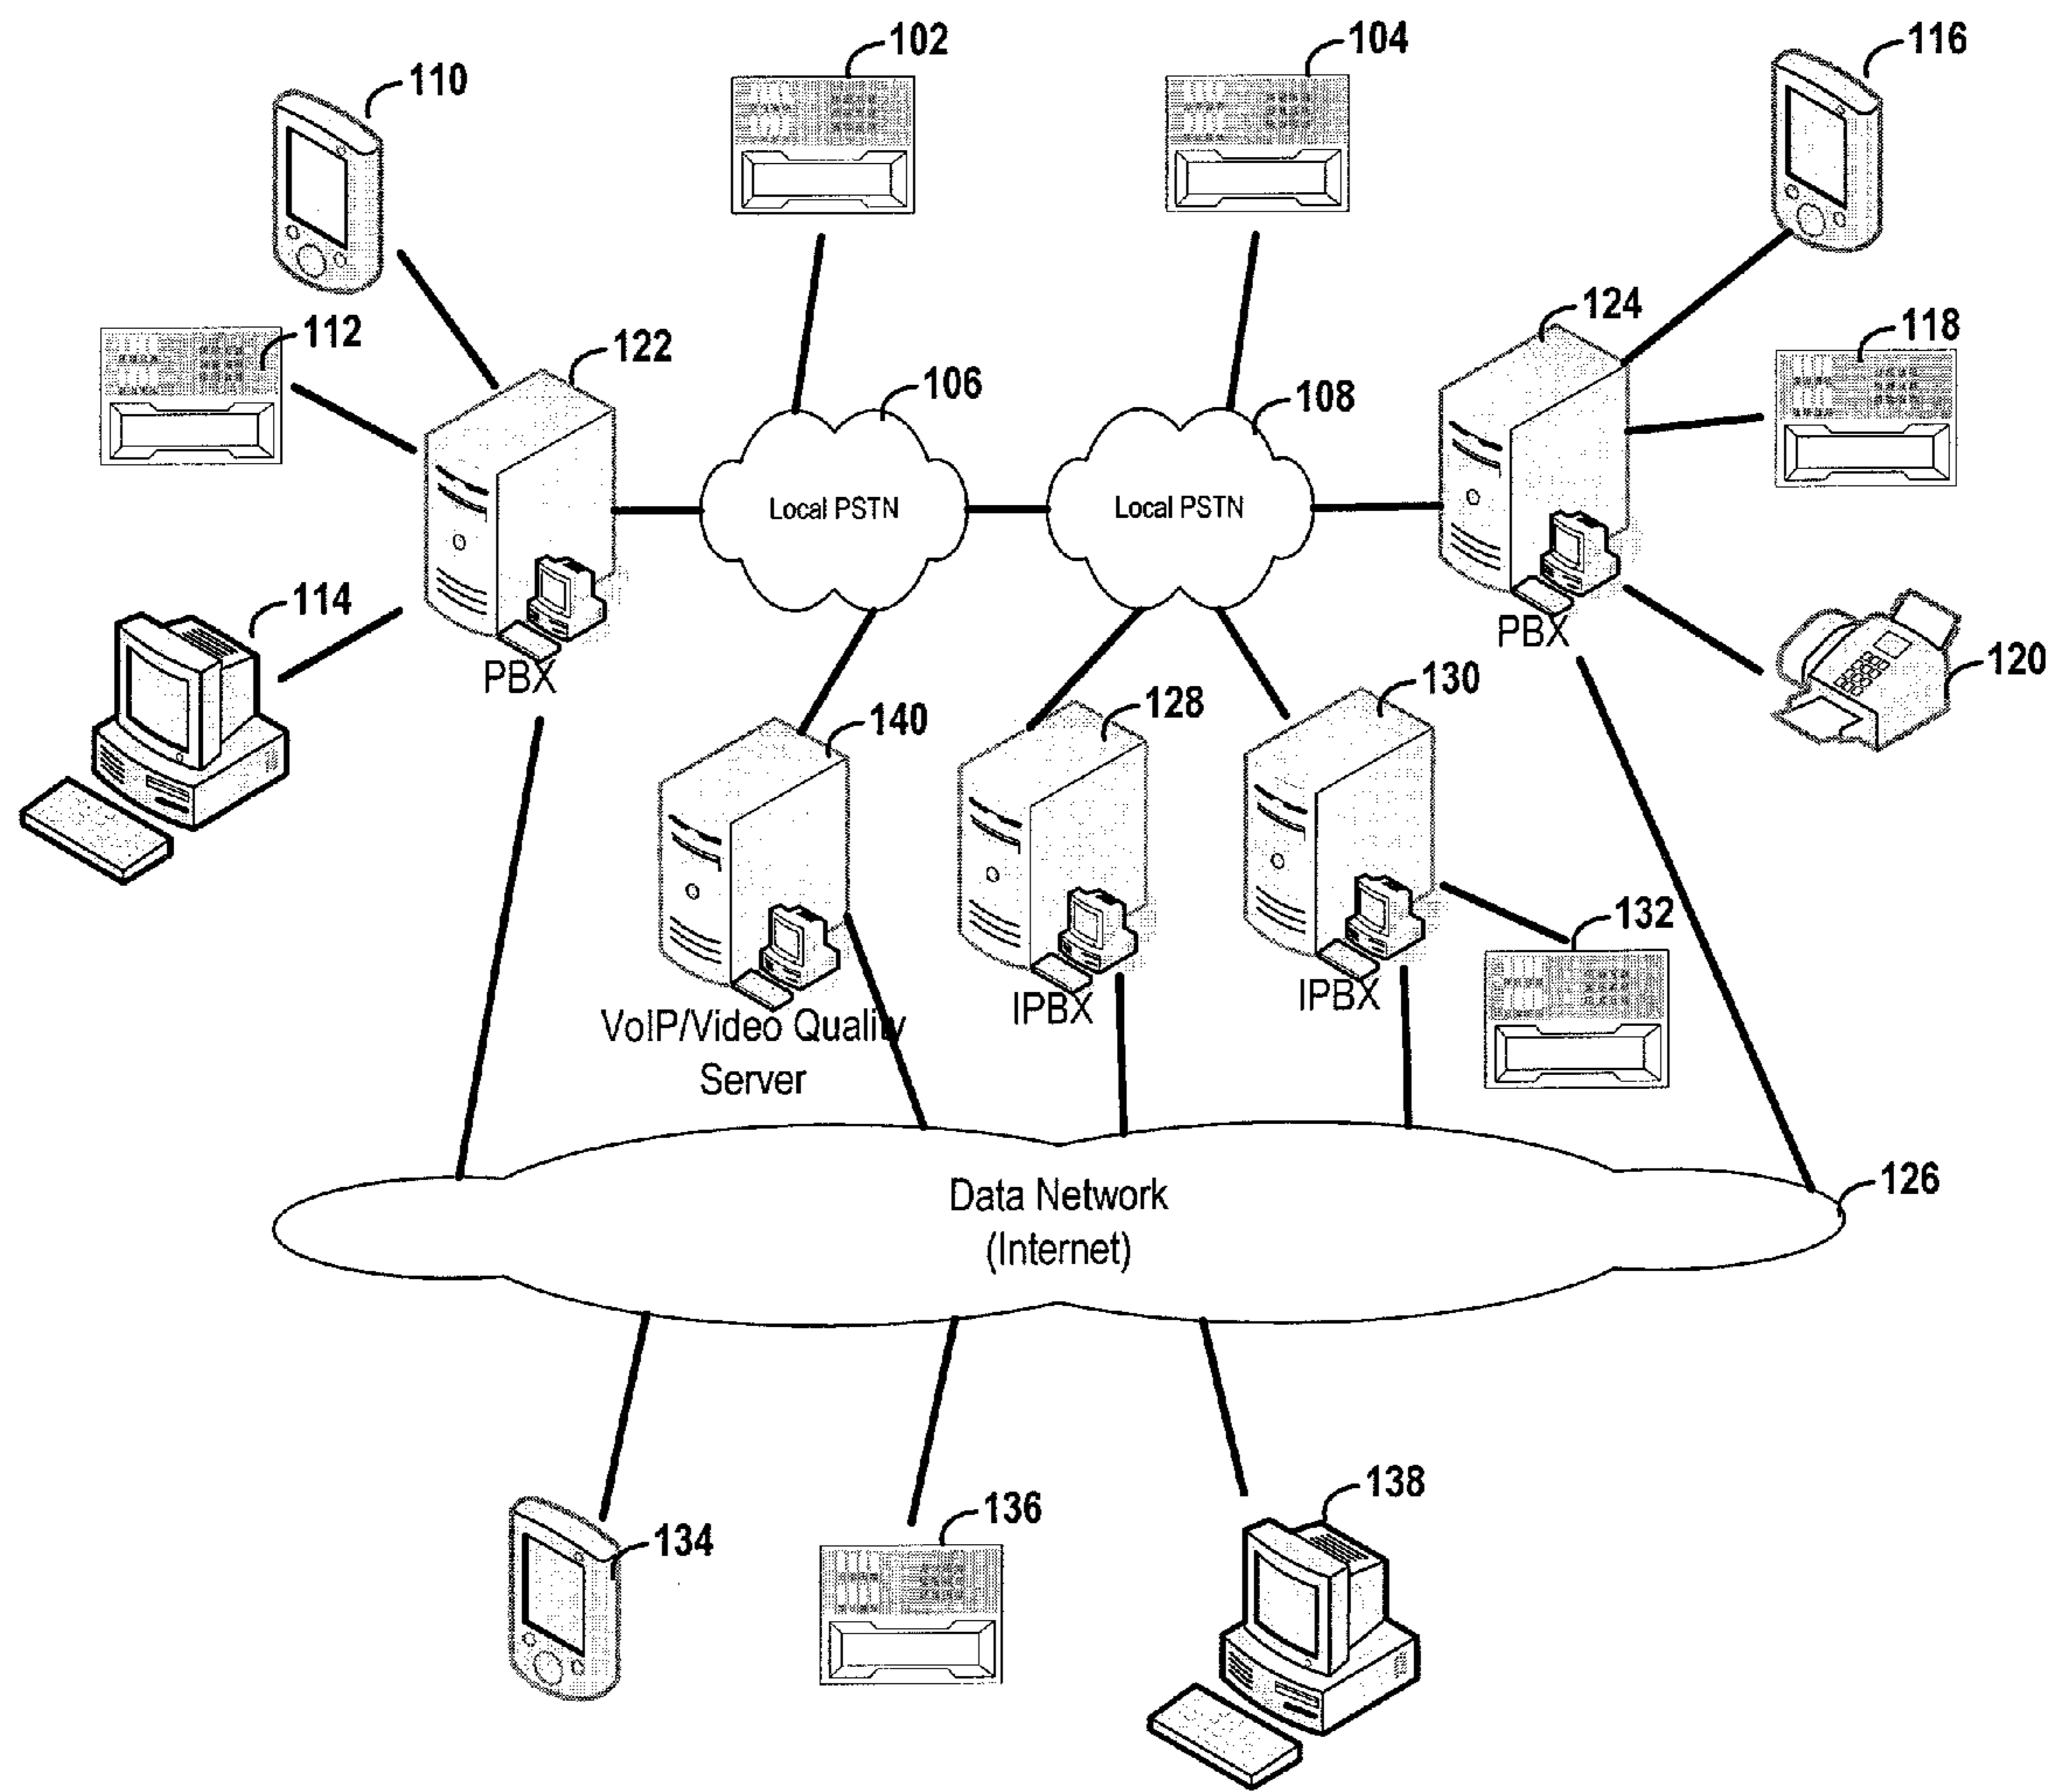 102
104
116
110
124
112
122
118
106
108
Local PSTN
Local PSTN
114
PBX
PBX
120
140
128
130
132
VoIP/Video Quality
Server
IPBX
IPBX
126
Data Network
(Internet)
134
136
138